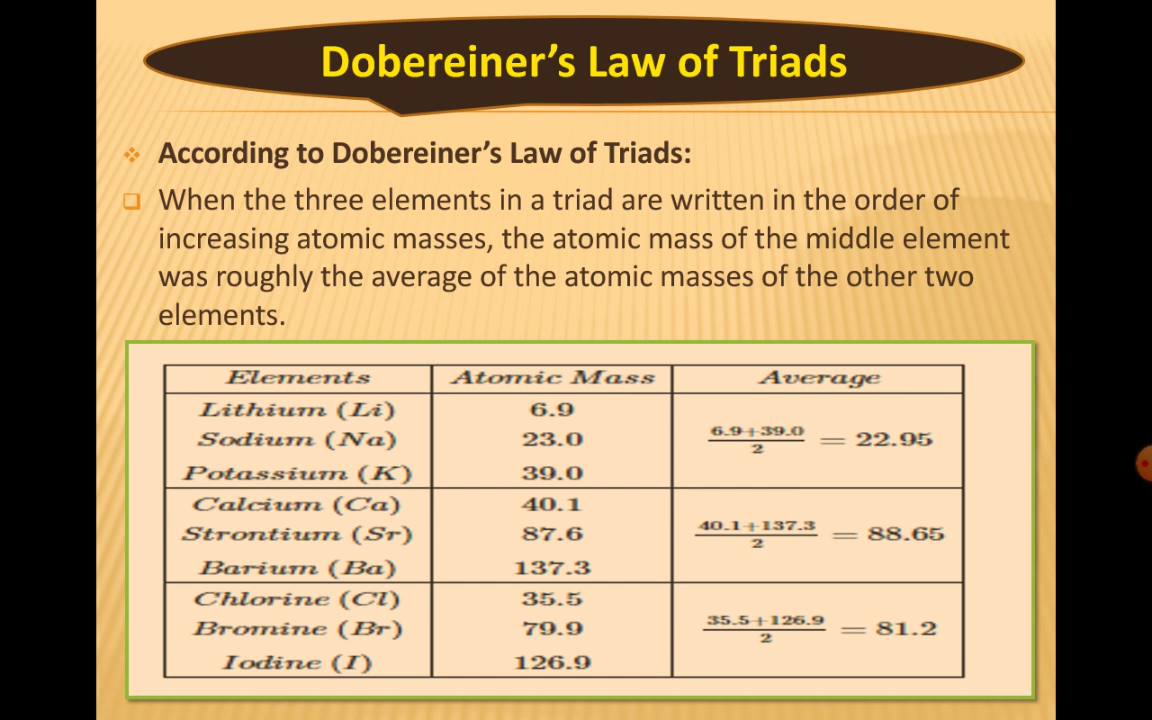 Dobereiner's Law of Triads
According to Dobereiner's Law of Triads:
When the three elements in a triad are written in the order of
increasing atomic masses, the atomic mass of the middle element
was roughly the average of the atomic masses of the other two
elements.
Elements Atomic Mass Average
Lithium (Li) 6.9
Sodium (Na) 23.0 6.9+39.0/2 = 22.95
Potassium (K) 39.0
Calcium (Ca) 40.1
Strontium (Sr) 87.6 40.1+137.3/2 = 88.65
Barium (Ba) 137.3
Chlorine (Cl) 35.5
Bromine (Br) 79.9 35.5+126.9/2 = 81.2
Iodine (I) 126.9